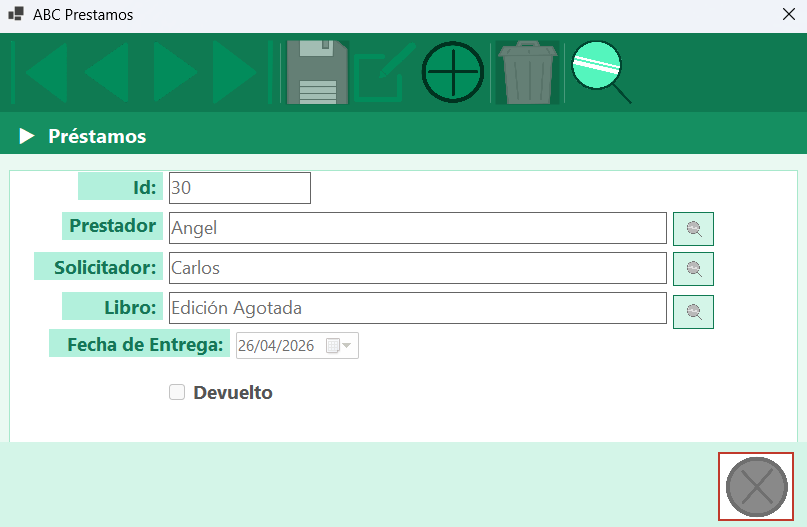 ABC Prestamos
Préstamos
Id: 30
Prestador Angel
Solicitador: Carlos
Libro: Edición Agotada
Fecha de Entrega: 26/04/2026
Devuelto